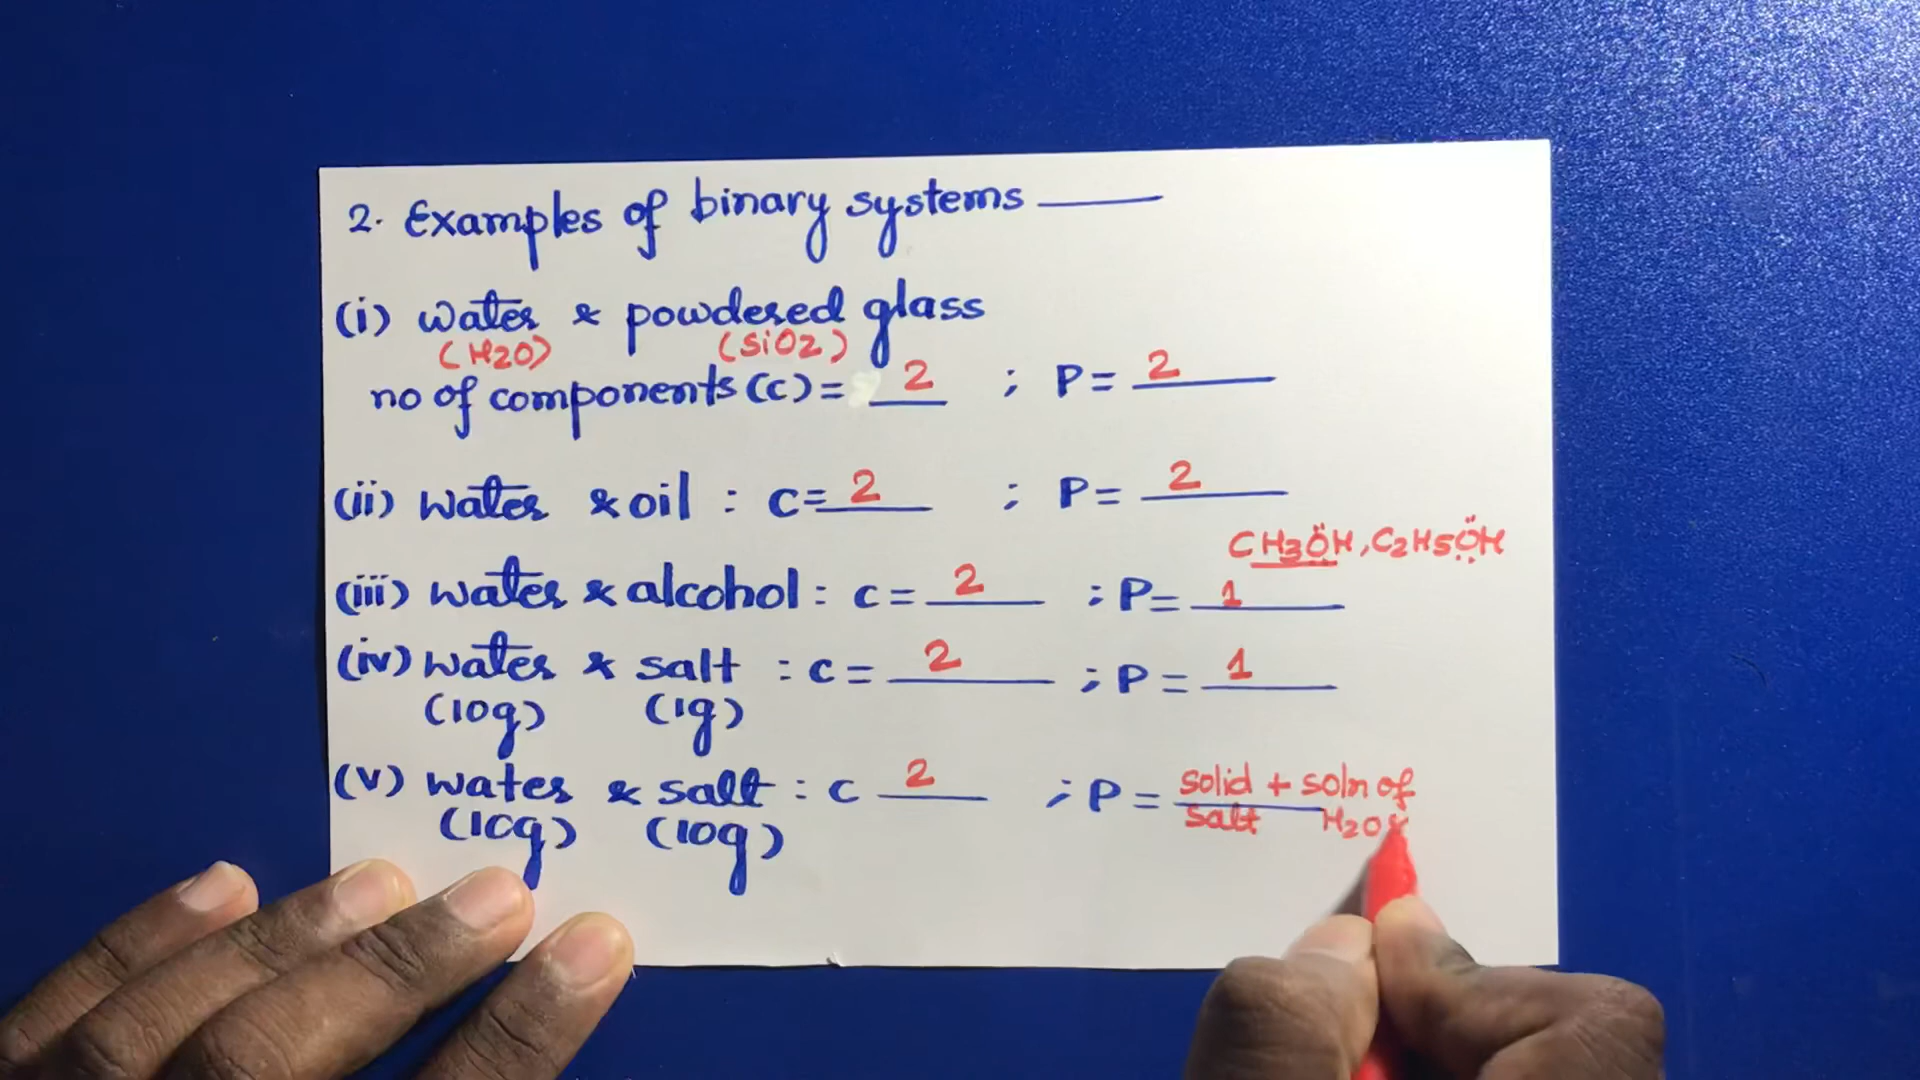 2. Examples of binary systems —
(i) water & powdered glass
(H2O) (SiO2)
no of components (c) = 2 ; P = 2
(ii) water & oil : c = 2 ; P = 2
CH3ÖH, C2H5ÖH
(iii) water & alcohol : c = 2 ; P = 1
(iv) water & salt : c = 2 ; P = 1
(10g) (1g)
(v) water & salt : c 2 ; P = solid + soln of
salt H2O &
(10g) (10g)